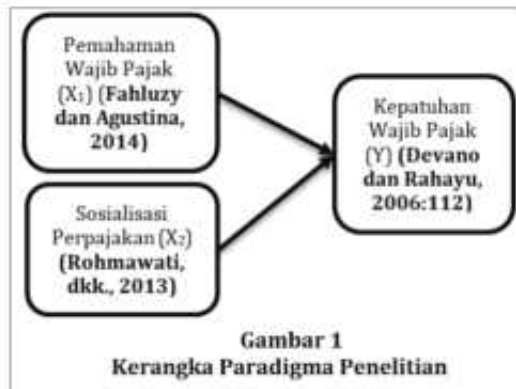 Pemahaman
Wajib Pajak
(X₁) (Fahluzy
dan Agustina,
2014)
Sosialisasi
Perpajakan (X₂)
(Rohmawati,
dkk., 2013)
Kepatuhan
Wajib Pajak
(Y) (Devano
dan Rahayu,
2006:112)
Gambar 1
Kerangka Paradigma Penelitian